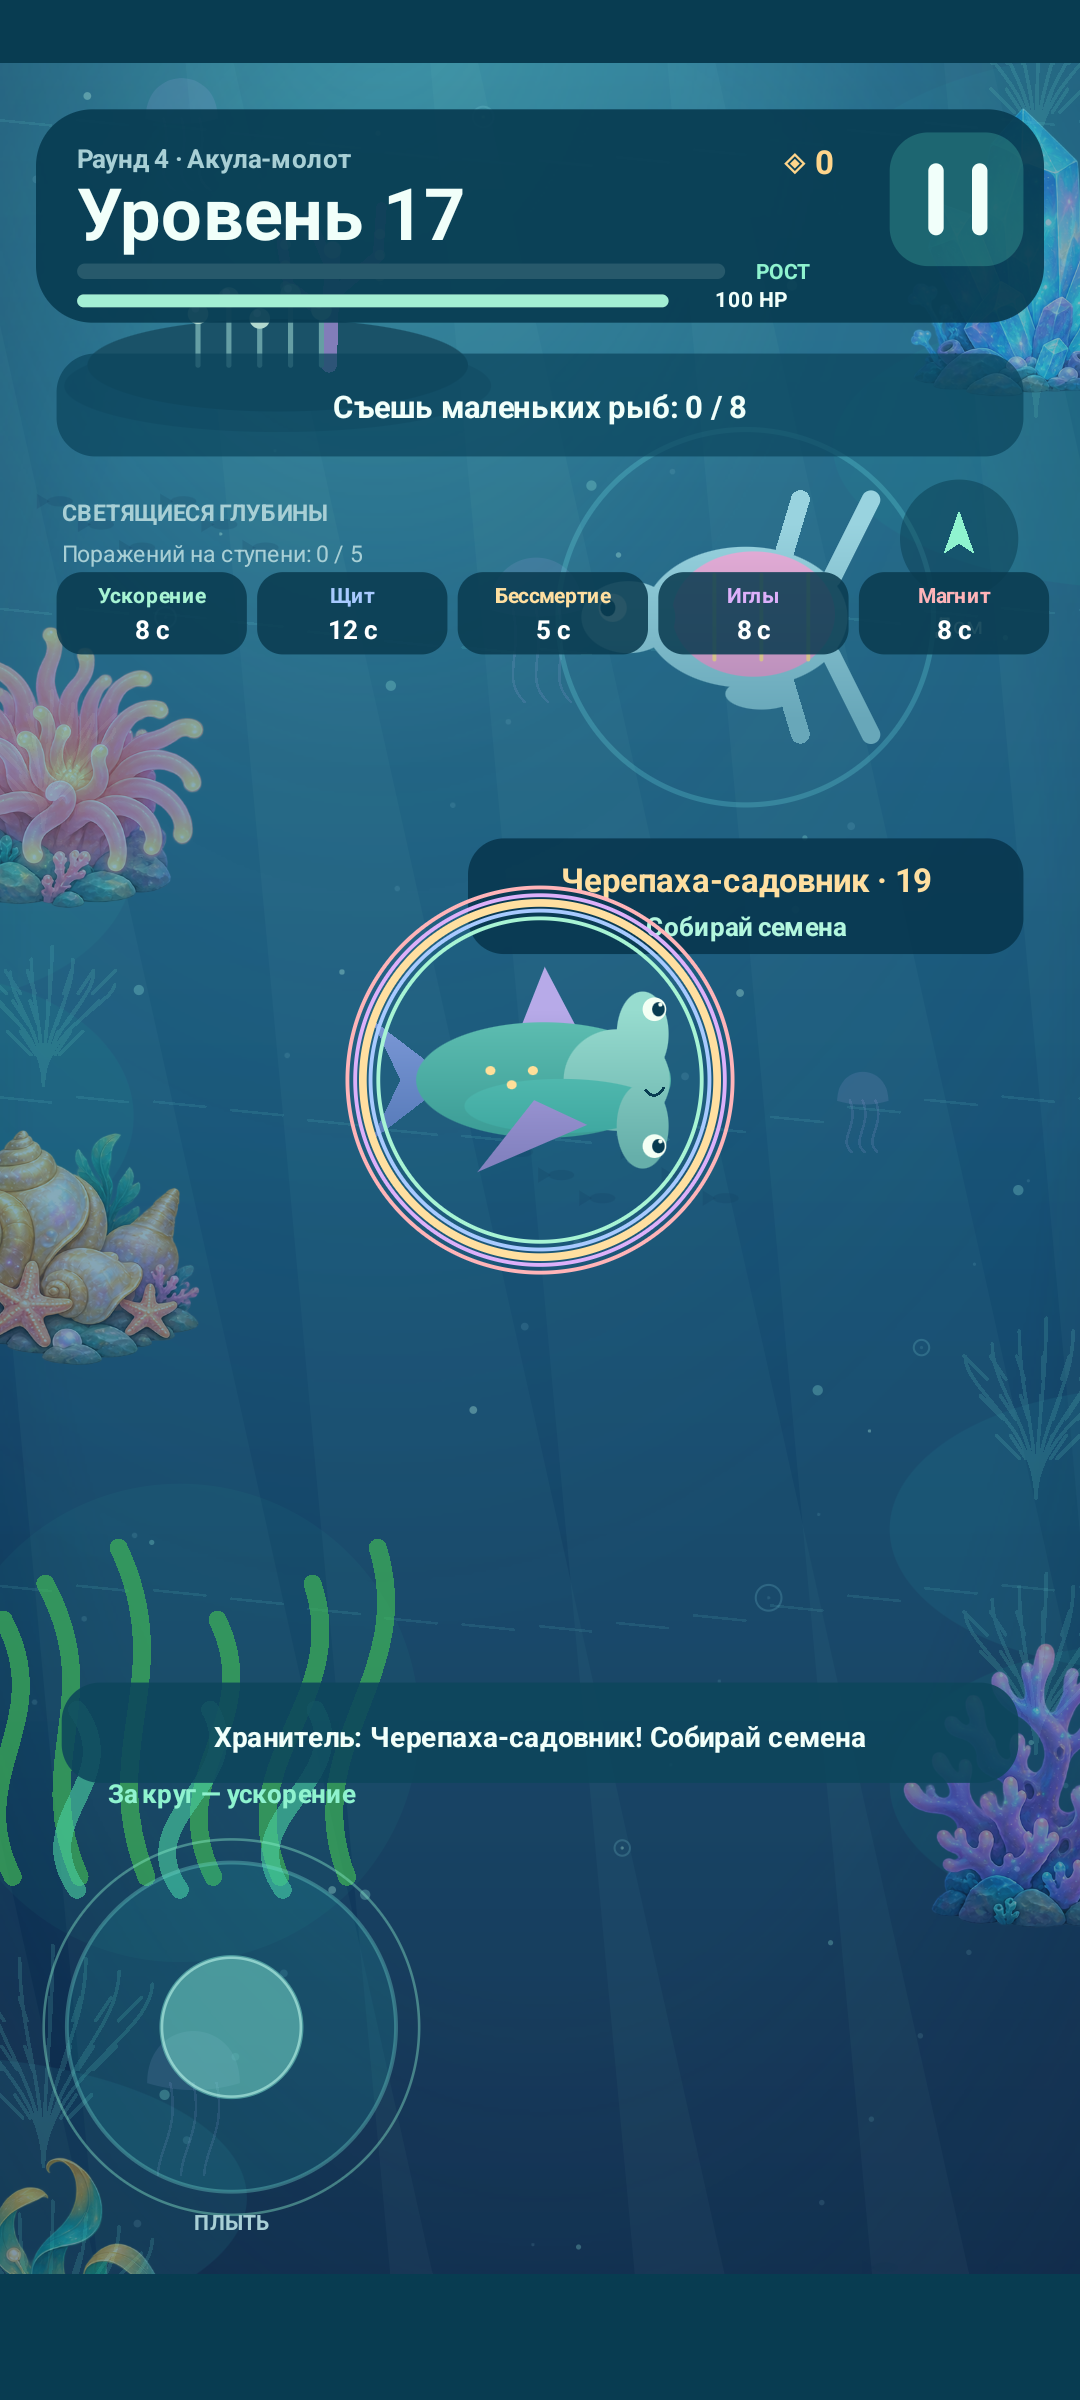 Раунд 4 · Акула-молот
0
Уровень 17
РОСТ
100 HP
Съешь маленьких рыб: 0 / 8
СВЕТЯЩИЕСЯ ГЛУБИНЫ
Поражений на ступени: 0 / 5
Ускорение
8 с
Щит
12 с
Бессмертие
5 с
Иглы
8 с
Магнит
8 с
Черепаха-садовник · 19
Собирай семена
Хранитель: Черепаха-садовник! Собирай семена
За круг — ускорение
ПЛЫТЬ